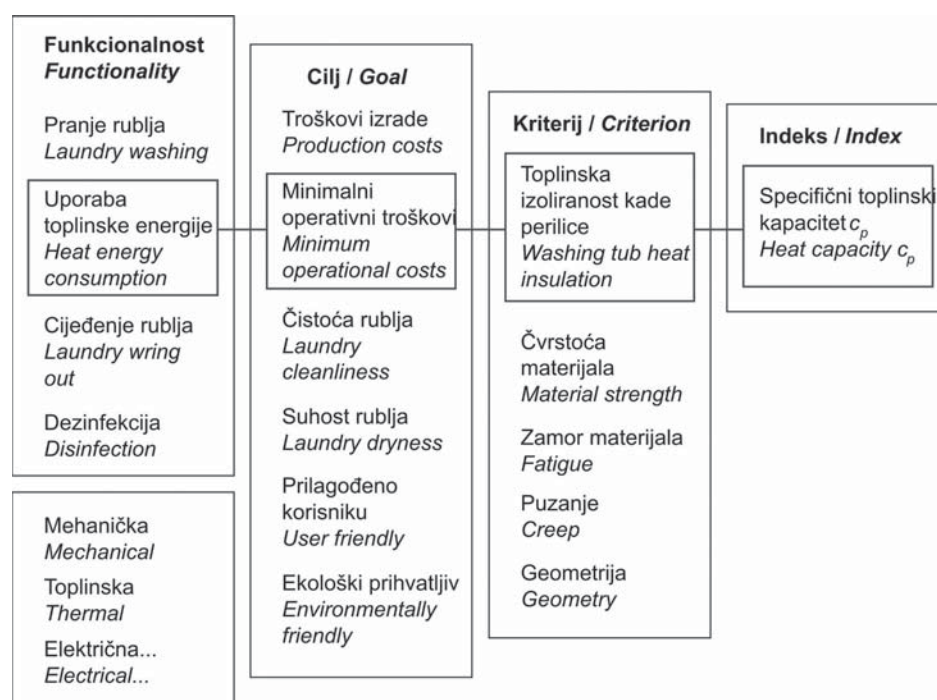 Funkcionalnost
Functionality
Pranje rublja
Laundry washing
Uporaba
toplinske energije
Heat energy
consumption
Cijeđenje rublja
Laundry wring
out
Dezinfekcija
Disinfection
Mehanička
Mechanical
Toplinska
Thermal
Električna...
Electrical...
Cilj / Goal
Troškovi izrade
Production costs
Minimalni
operativni troškovi
Minimum
operational costs
Čistoća rublja
Laundry
cleanliness
Suhost rublja
Laundry dryness
Prilagođeno
korisniku
User friendly
Ekološki prihvatljiv
Environmentally
friendly
Kriterij / Criterion
Toplinska
izoliranost kade
perilice
Washing tub heat
insulation
Čvrstoća
materijala
Material strength
Zamor materijala
Fatigue
Puzanje
Creep
Geometrija
Geometry
Indeks / Index
Specifični toplinski
kapacitet cp
Heat capacity cp